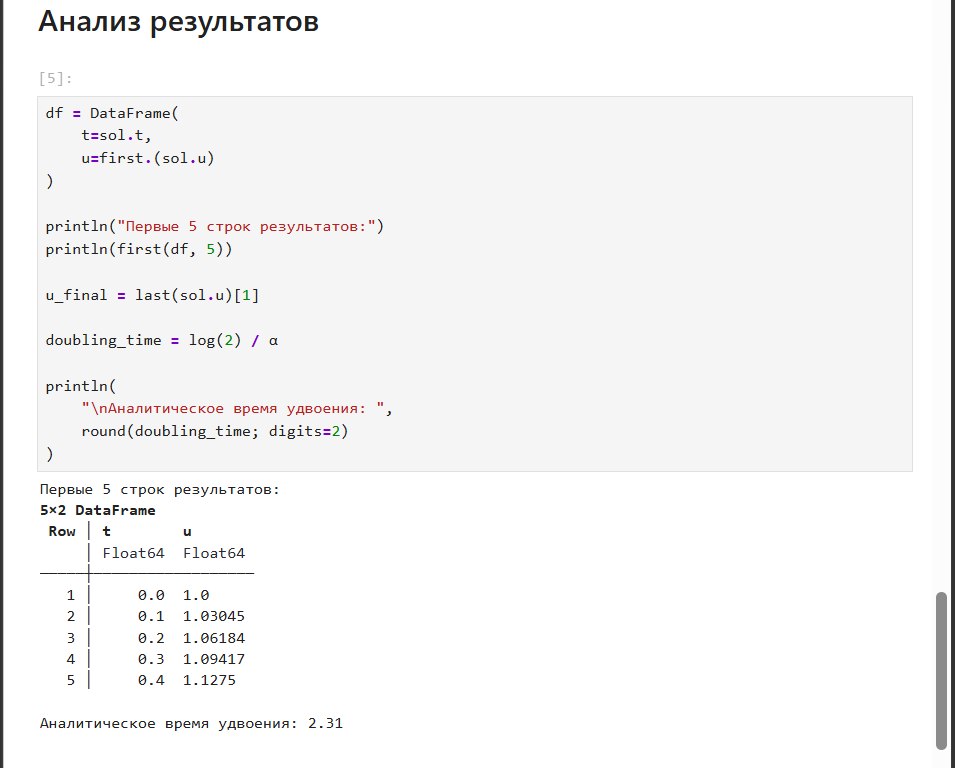 Анализ результатов
[5]:
df = DataFrame(
    t=sol.t,
    u=first.(sol.u)
)
println("Первые 5 строк результатов:")
println(first(df, 5))
u_final = last(sol.u)[1]
doubling_time = log(2) / α
println(
    "\nАналитическое время удвоения: ",
    round(doubling_time; digits=2)
)
Первые 5 строк результатов:
5×2 DataFrame
Row │ t u
│ Float64 Float64
1 │ 0.0 1.0
2 │ 0.1 1.03045
3 │ 0.2 1.06184
4 │ 0.3 1.09417
5 │ 0.4 1.1275
Аналитическое время удвоения: 2.31